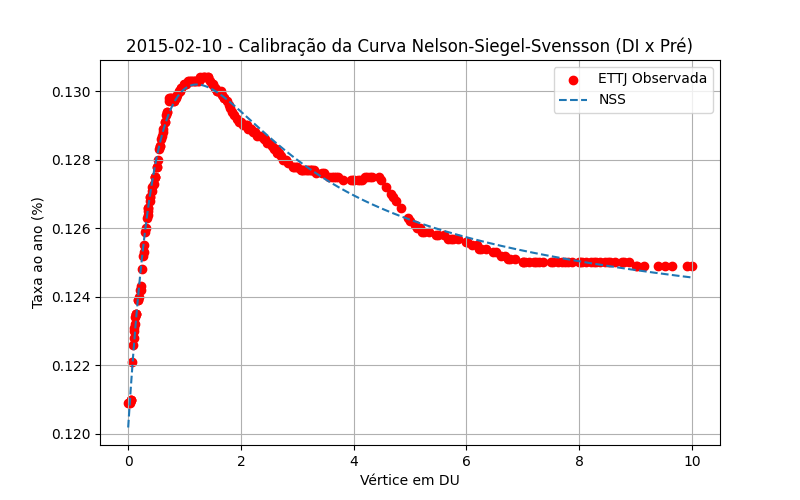 2015-02-10 - Calibração da Curva Nelson-Siegel-Svensson (DI x Pré)
ETTJ Observada
NSS
Taxa ao ano (%)
0.130
0.128
0.126
0.124
0.122
0.120
0 2 4 6 8 10
Vértice em DU